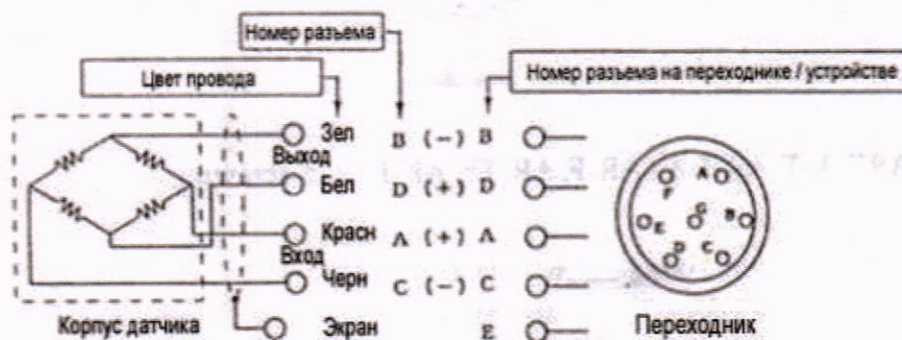 Номер разъема
Цвет провода
Номер разъема на переходнике / устройстве
Зел B (-) B
Выход
Бел D (+) D
Красн A (+) A
Вход
Черн C (-) C
Экран E
Корпус датчика
Переходник
A
F
G
B
E
D
C